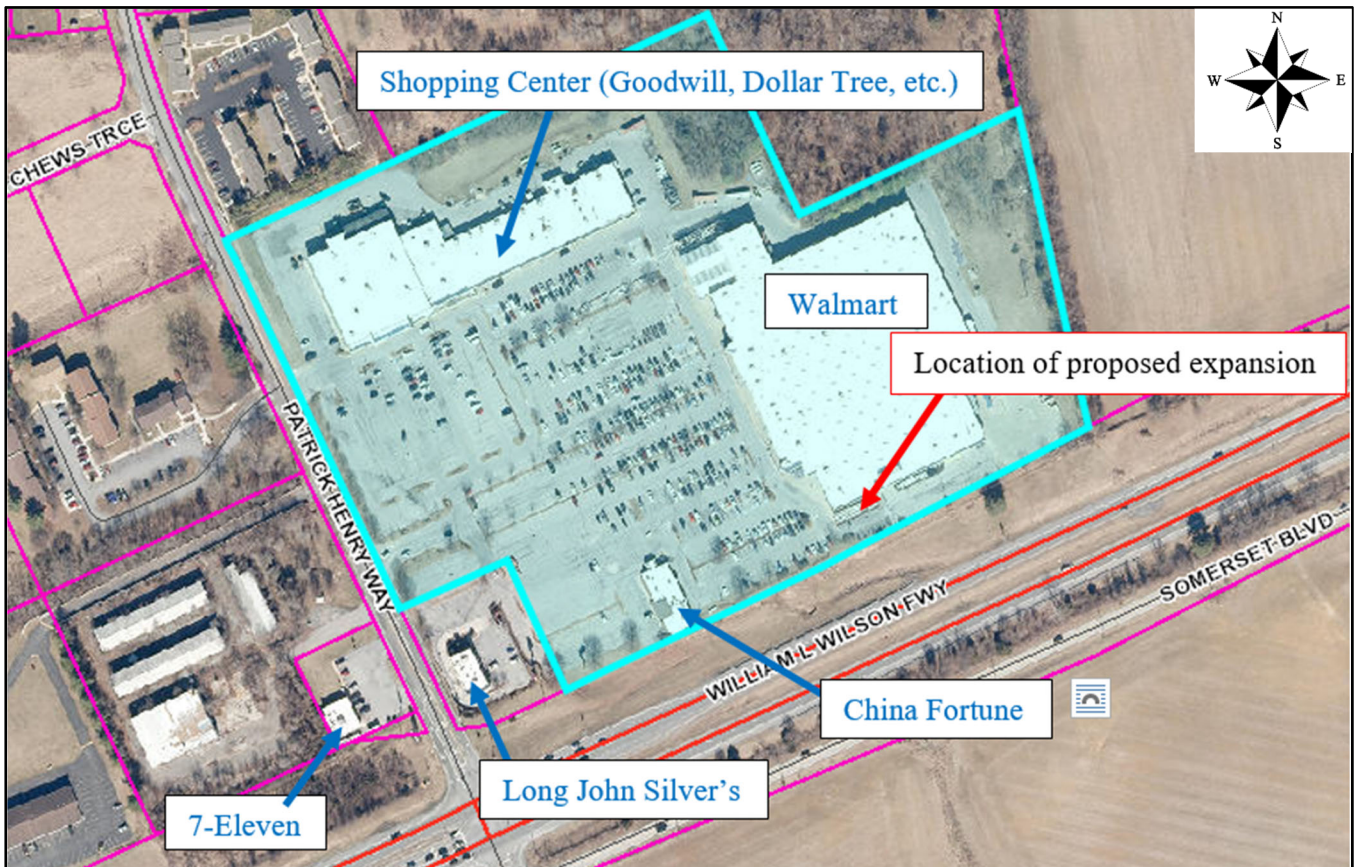 N
W
E
S
Shopping Center (Goodwill, Dollar Tree, etc.)
CHEWS TRCE
Walmart
Location of proposed expansion
PATRICK HENRY WAY
SOMERSET BLVD
WILLIAM L WILSON FWY
China Fortune
Long John Silver’s
7-Eleven